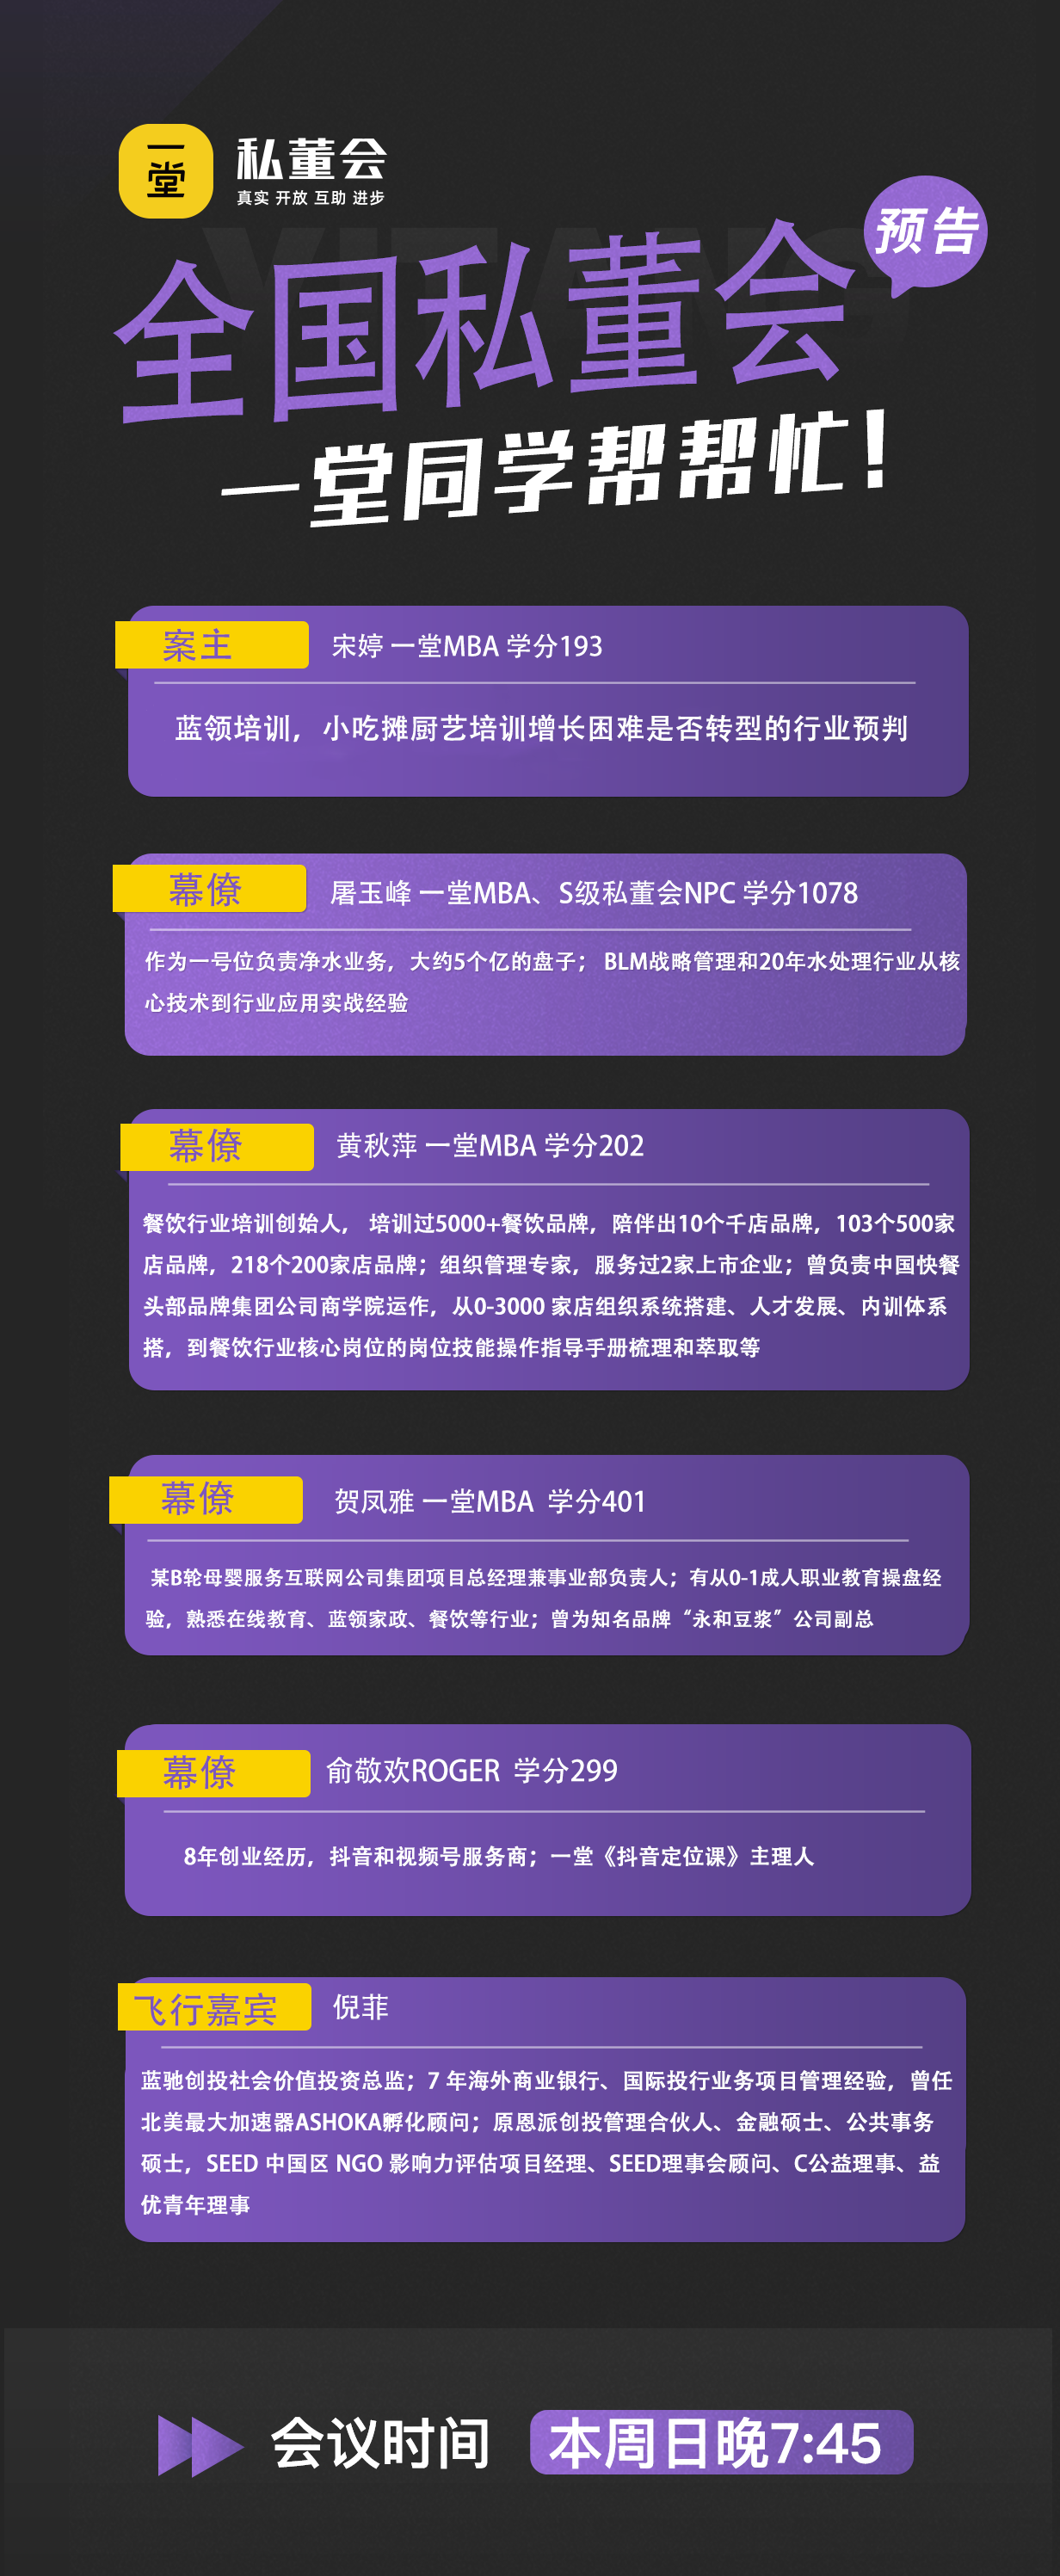 一堂
私董会
真实 开放 互助 进步
预告
YITANG
全国私董会
一堂同学帮帮忙!
案主
宋婷 一堂MBA 学分193
蓝领培训，小吃摊厨艺培训增长困难是否转型的行业预判
幕僚
屠玉峰 一堂MBA、S级私董会NPC 学分1078
作为一号位负责净水业务，大约5个亿的盘子； BLM战略管理和20年水处理行业从核
心技术到行业应用实战经验
幕僚
黄秋萍 一堂MBA 学分202
餐饮行业培训创始人， 培训过5000+餐饮品牌，陪伴出10个千店品牌，103个500家
店品牌，218个200家店品牌；组织管理专家，服务过2家上市企业；曾负责中国快餐
头部品牌集团公司商学院运作，从0-3000 家店组织系统搭建、人才发展、内训体系
搭，到餐饮行业核心岗位的岗位技能操作指导手册梳理和萃取等
幕僚
贺凤雅 一堂MBA 学分401
某B轮母婴服务互联网公司集团项目总经理兼事业部负责人；有从0-1成人职业教育操盘经
验，熟悉在线教育、蓝领家政、餐饮等行业；曾为知名品牌“永和豆浆”公司副总
幕僚
俞敬欢ROGER 学分299
8年创业经历，抖音和视频号服务商；一堂《抖音定位课》主理人
飞行嘉宾
倪菲
蓝驰创投社会价值投资总监；7 年海外商业银行、国际投行业务项目管理经验，曾任
北美最大加速器ASHOKA孵化顾问；原恩派创投管理合伙人、金融硕士、公共事务
硕士，SEED 中国区 NGO 影响力评估项目经理、SEED理事会顾问、C公益理事、益
优青年理事
会议时间
本周日晚7:45